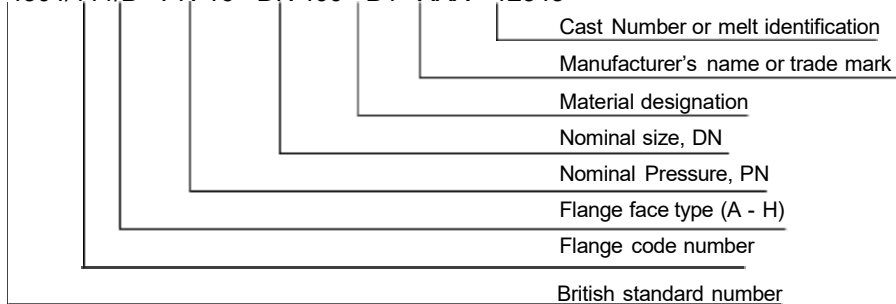 Cast Number or melt identification
Manufacturer's name or trade mark
Material designation
Nominal size, DN
Nominal Pressure, PN
Flange face type (A - H)
Flange code number
British standard number